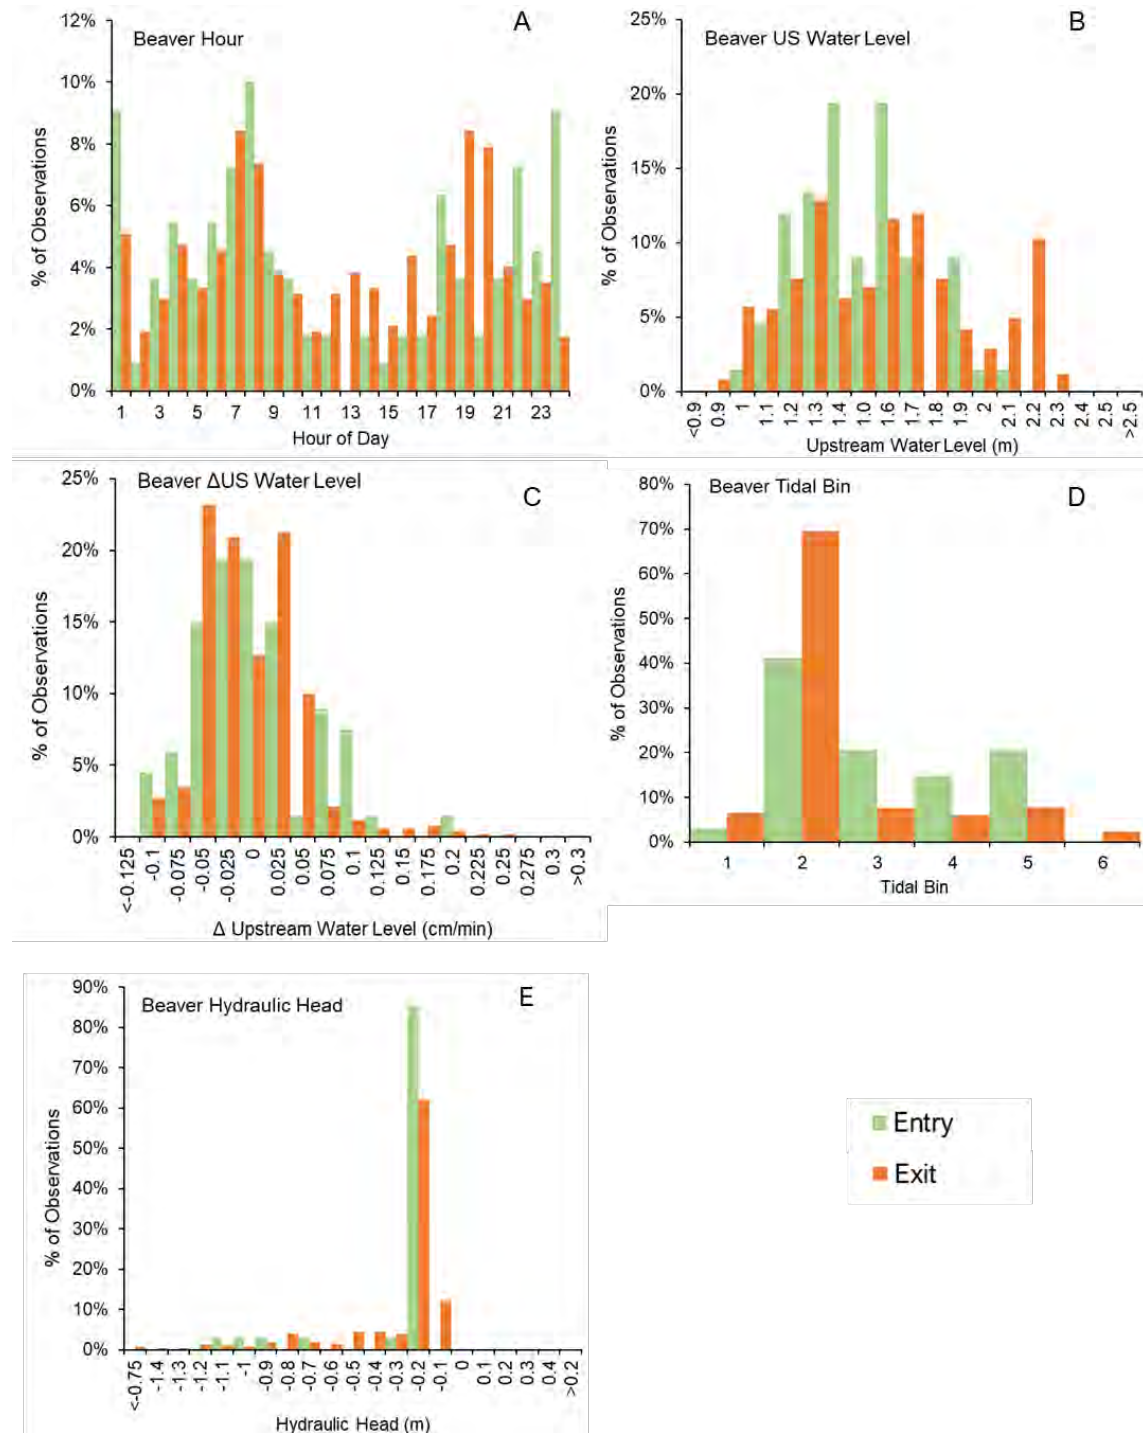 A
Beaver Hour
12%
10%
8%
6%
4%
2%
0%
% of Observations
1 3 5 7 9 11 13 15 17 19 21 23
Hour of Day
B
Beaver US Water Level
25%
20%
15%
10%
5%
0%
% of Observations
<0.9 0.9 1 1.1 1.2 1.3 1.4 1.0 1.6 1.7 1.8 1.9 2 2.1 2.2 2.3 2.4 2.5 >2.5
Upstream Water Level (m)
C
Beaver ΔUS Water Level
25%
20%
15%
10%
5%
0%
% of Observations
<-0.125 -0.1 -0.075 -0.05 -0.025 0 0.025 0.05 0.075 0.1 0.125 0.15 0.175 0.2 0.225 0.25 0.275 0.3 >0.3
Δ Upstream Water Level (cm/min)
D
Beaver Tidal Bin
80%
70%
60%
50%
40%
30%
20%
10%
0%
% of Observations
1 2 3 4 5 6
Tidal Bin
E
Beaver Hydraulic Head
90%
80%
70%
60%
50%
40%
30%
20%
10%
0%
% of Observations
<-0.75 -1.4 -1.3 -1.2 -1.1 -1 -0.9 -0.8 -0.7 -0.6 -0.5 -0.4 -0.3 -0.2 -0.1 0 0.1 0.2 0.3 0.4 >0.2
Hydraulic Head (m)
Entry
Exit